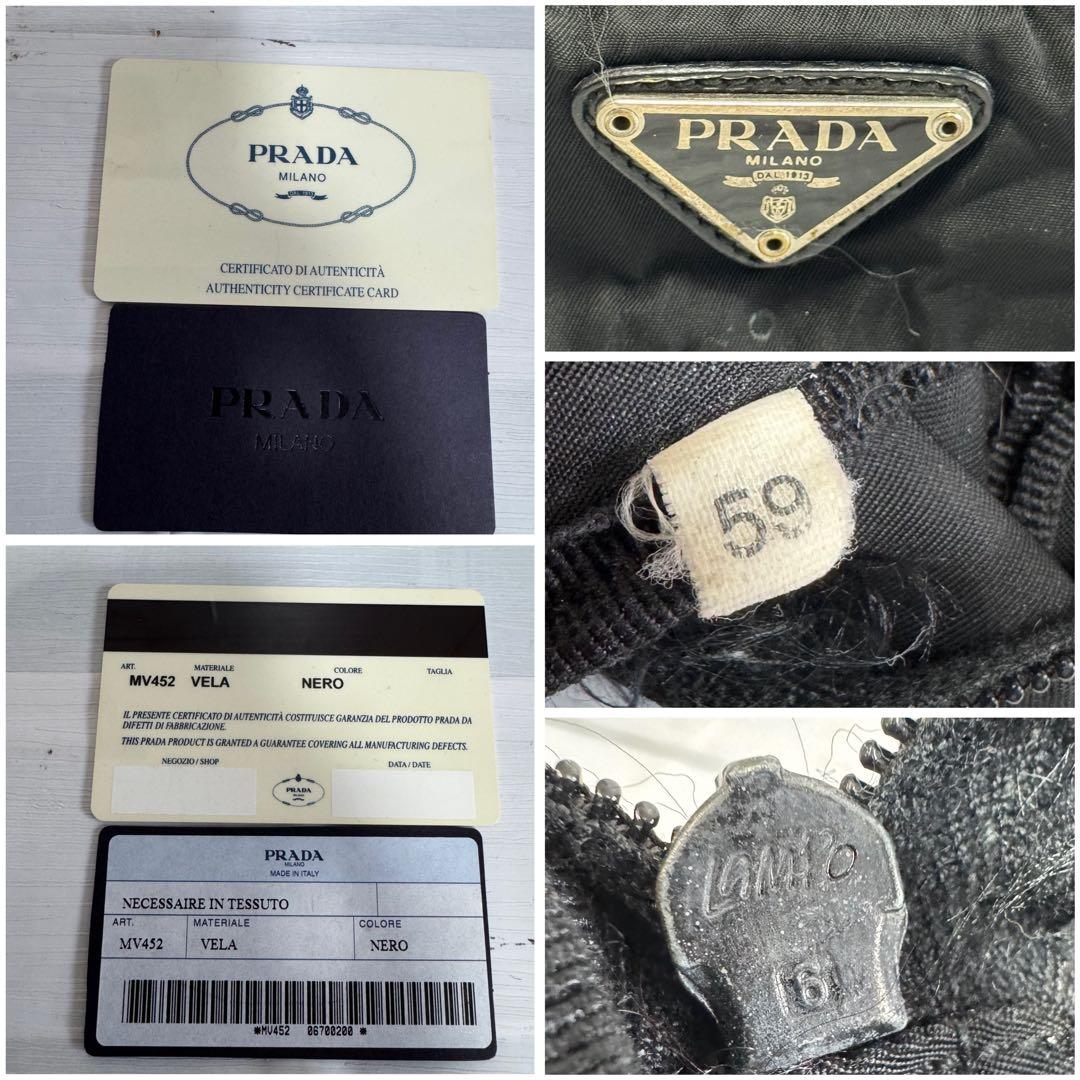 PRADA
MILANO
DAL 1913
CERTIFICATO DI AUTENTICITÀ
AUTHENTICITY CERTIFICATE CARD
PRADA
MILANO
PRADA
MILANO
DAL 1913
59
ART. MATERIALE COLORE TAGLIA
MV452 VELA NERO
IL PRESENTE CERTIFICATO DI AUTENTICITÀ COSTITUISCE GARANZIA DEL PRODOTTO PRADA DA
DIFETTI DI FABBRICAZIONE.
THIS PRADA PRODUCT IS GRANTED A GUARANTEE COVERING ALL MANUFACTURING DEFECTS.
NEGOZIO / SHOP DATA / DATE
PRADA
MILANO
PRADA
MILANO
MADE IN ITALY
NECESSAIRE IN TESSUTO
ART. MATERIALE COLORE
MV452 VELA NERO
*MV452 06700200 *
Lampo
6